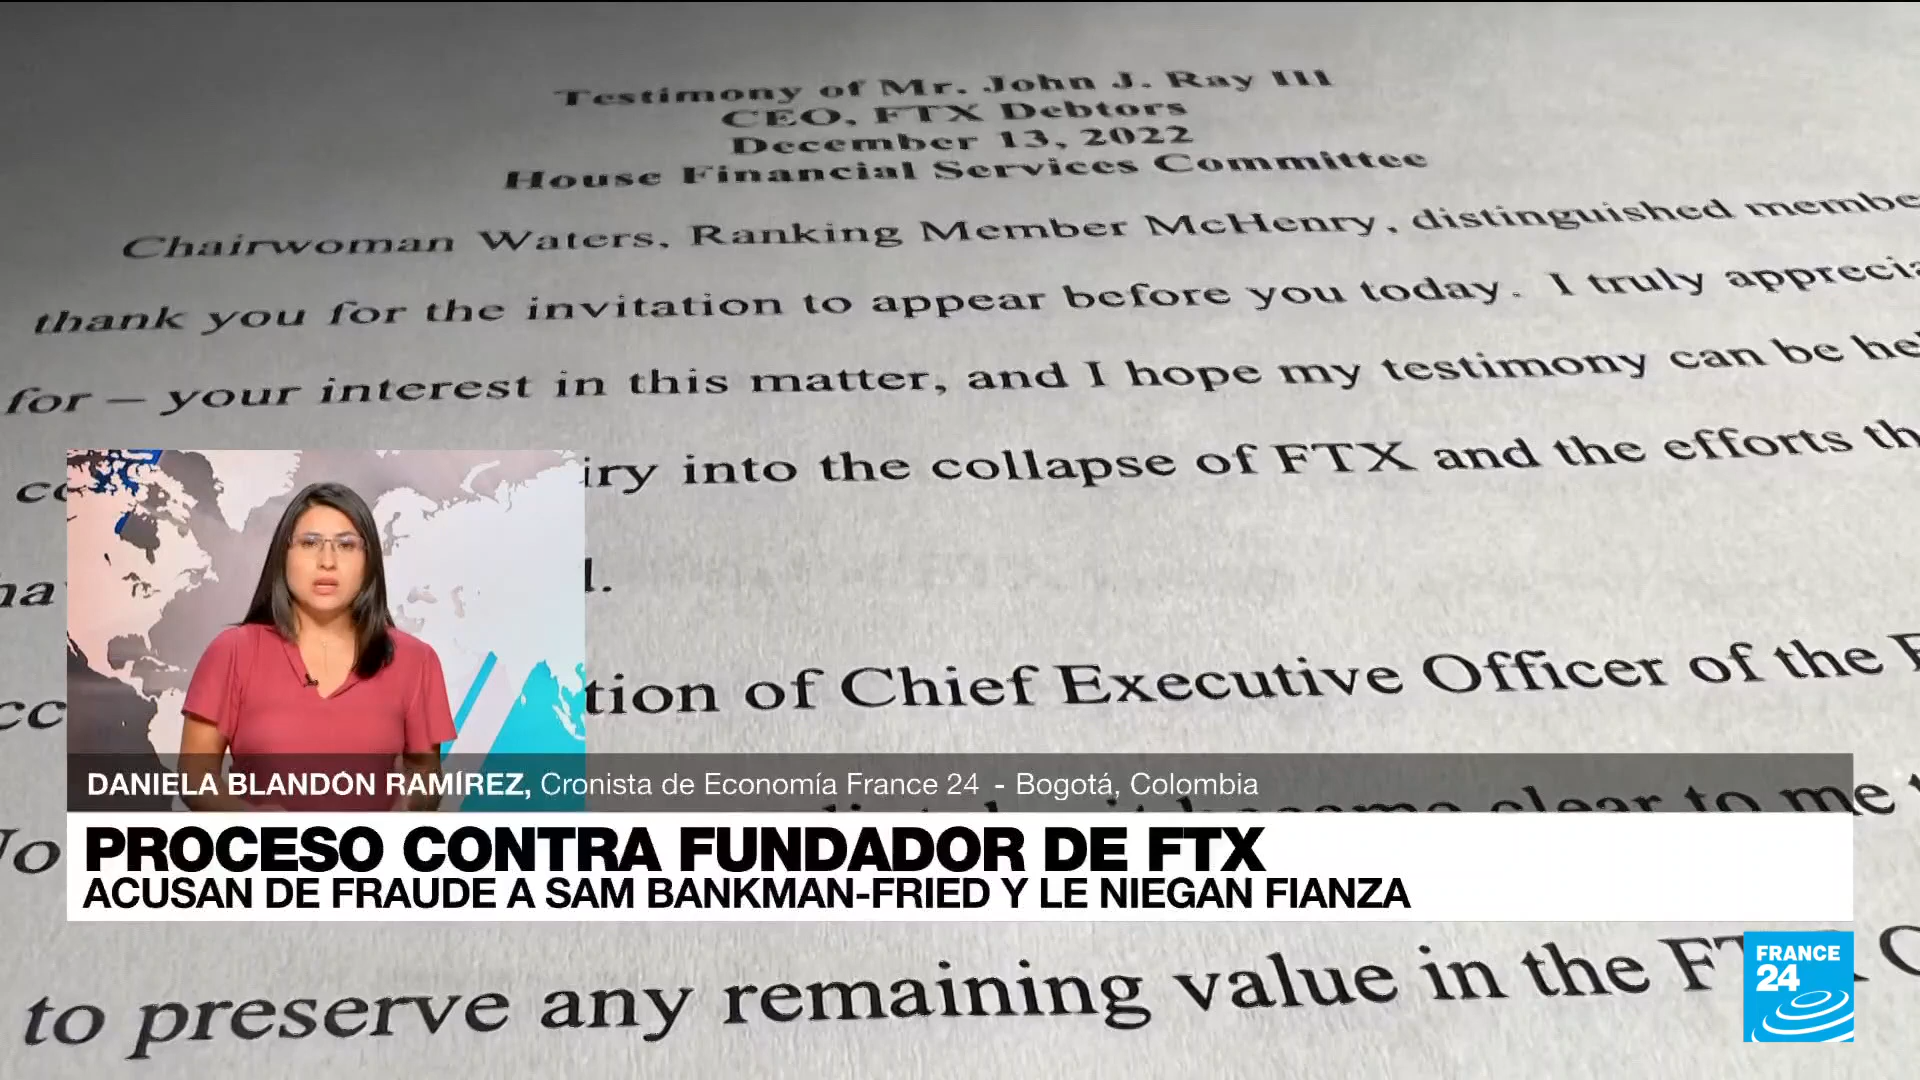 Testimony of Mr. John J. Ray III
CEO, FTX Debtors
December 13, 2022
House Financial Services Committee
Chairwoman Waters, Ranking Member McHenry, distinguished
thank you for the invitation to appear before you today. I truly
for – your interest in this matter, and I hope my testimony can be
into the collapse of FTX and the efforts
of Chief Executive Officer of the
DANIELA BLANDÓN RAMÍREZ, Cronista de Economía France 24 - Bogotá, Colombia
clear to me
PROCESO CONTRA FUNDADOR DE FTX
ACUSAN DE FRAUDE A SAM BANKMAN-FRIED Y LE NIEGAN FIANZA
to preserve any remaining value in the
FRANCE
24